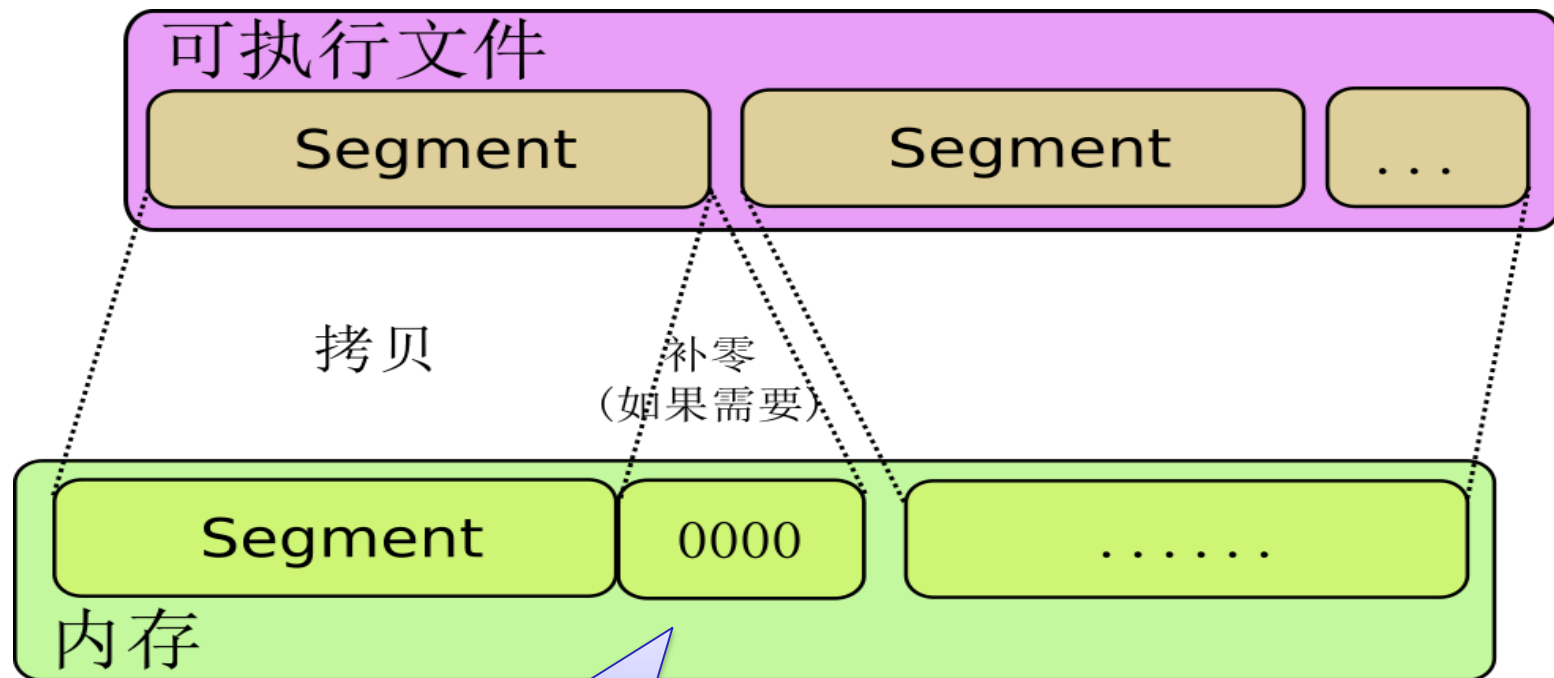 可执行文件
Segment
Segment
...
拷贝
补零
(如果需要)
Segment
0000
......
内存